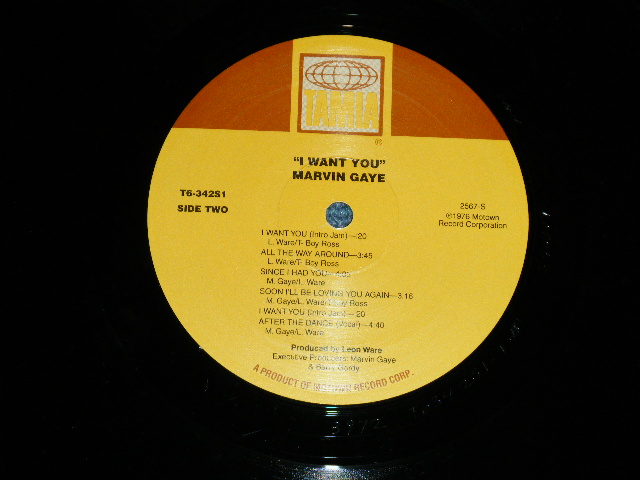 TAMLA
®
"I WANT YOU"
MARVIN GAYE
T6-342S1
SIDE TWO
2567-S
℗1976 Motown
Record Corporation
I WANT YOU (Intro Jam)—:20
L. Ware/T- Boy Ross
ALL THE WAY AROUND—3:45
L. Ware/T- Boy Ross
SINCE I HAD YOU—
M. Gaye/L. Ware
SOON I'LL BE LOVING YOU AGAIN—3:16
M. Gaye/L. Ware/T-Boy Ross
I WANT YOU (Intro Jam)—:20
AFTER THE DANCE (Vocal)—4:40
M. Gaye/L. Ware
Produced by Leon Ware
Executive Producers: Marvin Gaye
& Berry Gordy
A PRODUCT OF MOTOWN RECORD CORP.